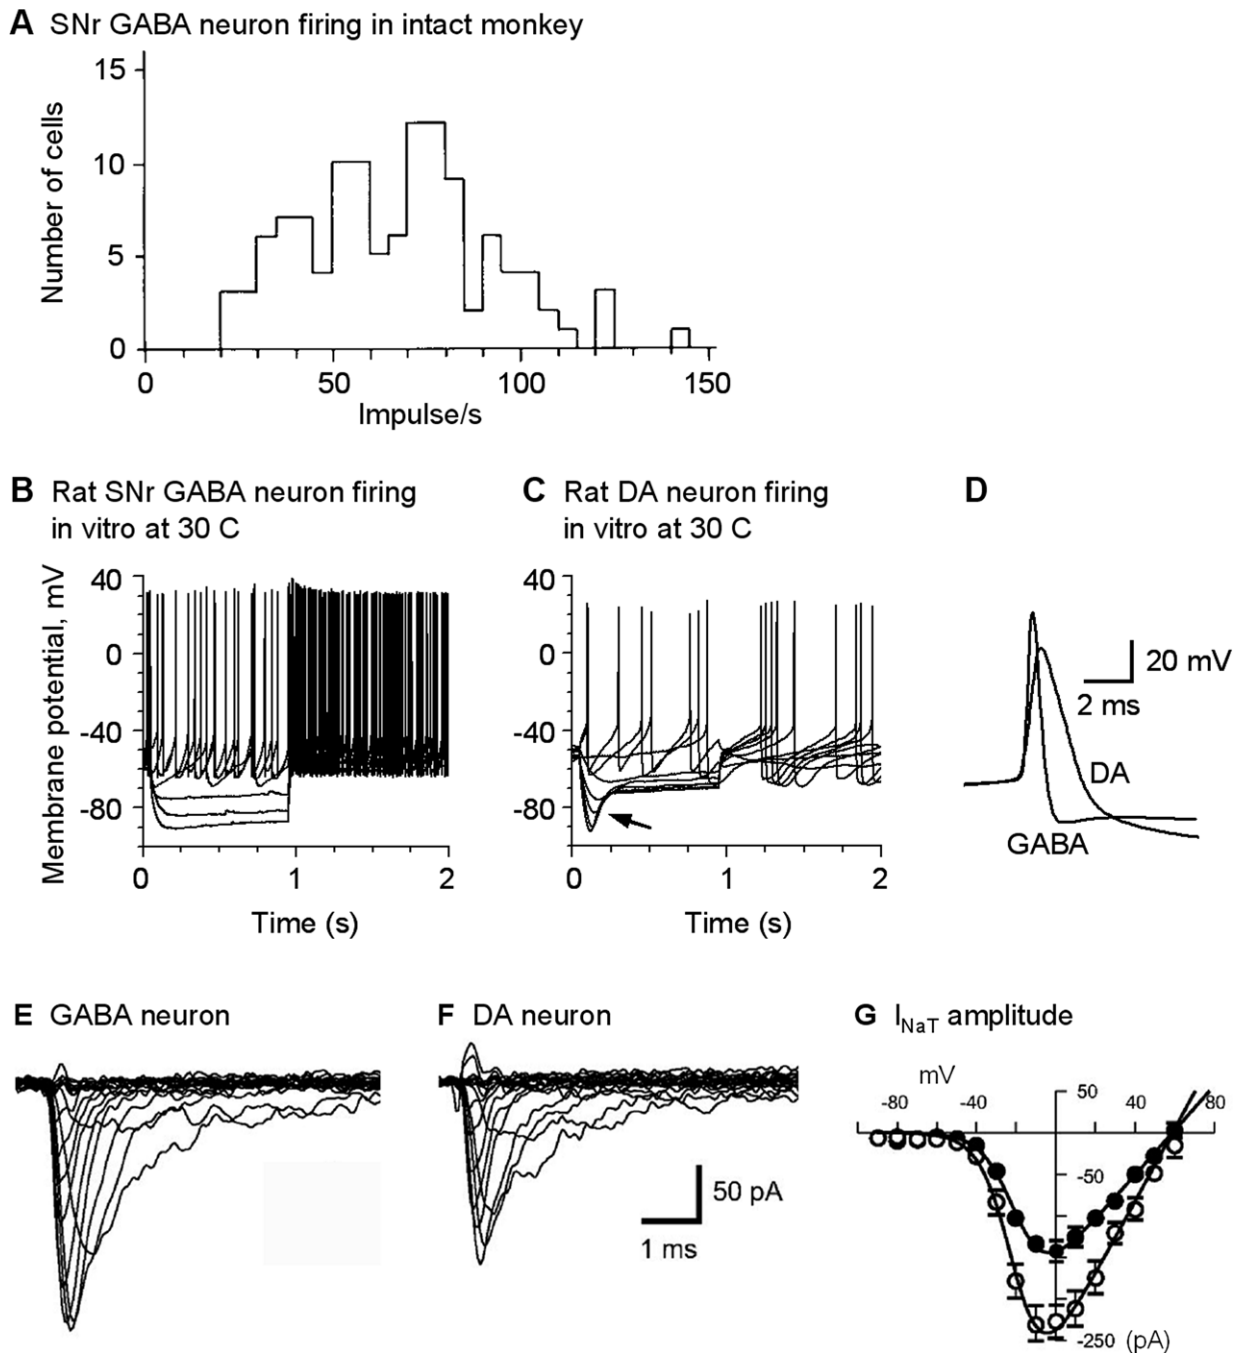 A SNr GABA neuron firing in intact monkey
15
10
5
0
Number of cells
0 50 100 150
Impulse/s
B Rat SNr GABA neuron firing
in vitro at 30 C
40
0
-40
-80
Membrane potential, mV
0 1 2
Time (s)
C Rat DA neuron firing
in vitro at 30 C
40
0
-40
-80
0 1 2
Time (s)
D
20 mV
2 ms
DA
GABA
E GABA neuron
F DA neuron
50 pA
1 ms
G INaT amplitude
mV
50
-80 -40 40 80
-50
-250 (pA)